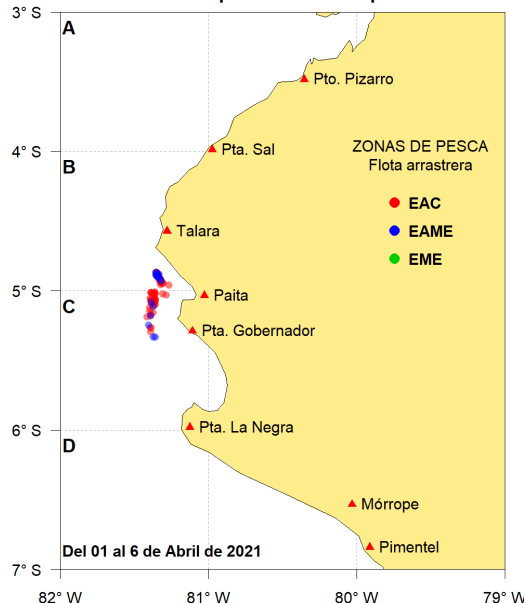 3° S
A
Pto. Pizarro
4° S
B
Pta. Sal
ZONAS DE PESCA
Flota arrastrera
EAC
EAME
EME
Talara
5° S
C
Paita
Pta. Gobernador
6° S
D
Pta. La Negra
Mórrope
Pimentel
Del 01 al 6 de Abril de 2021
7° S
82° W
81° W
80° W
79° W